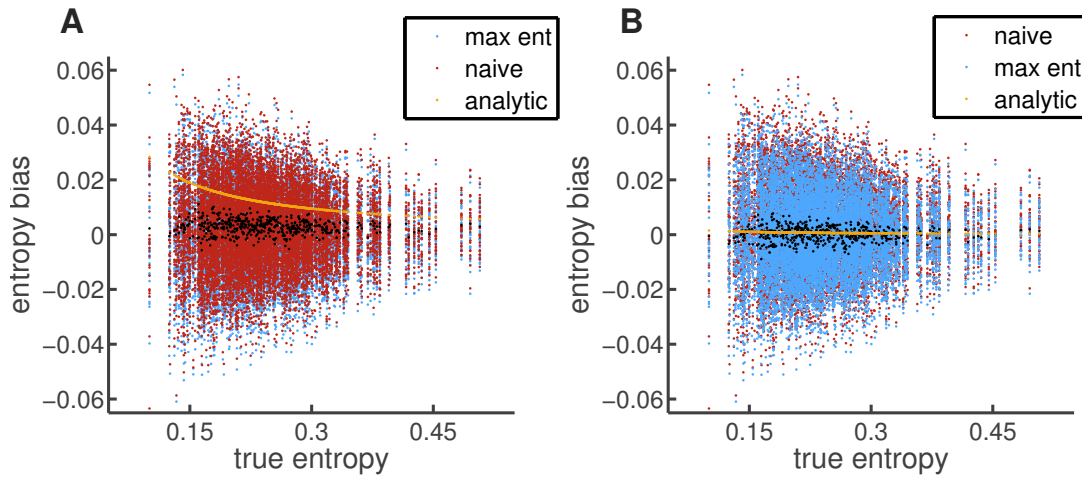 A
max ent
naive
analytic
0.06
0.04
0.02
0
−0.02
−0.04
−0.06
entropy bias
0.15
0.3
0.45
true entropy
B
naive
max ent
analytic
0.06
0.04
0.02
0
−0.02
−0.04
−0.06
entropy bias
0.15
0.3
0.45
true entropy